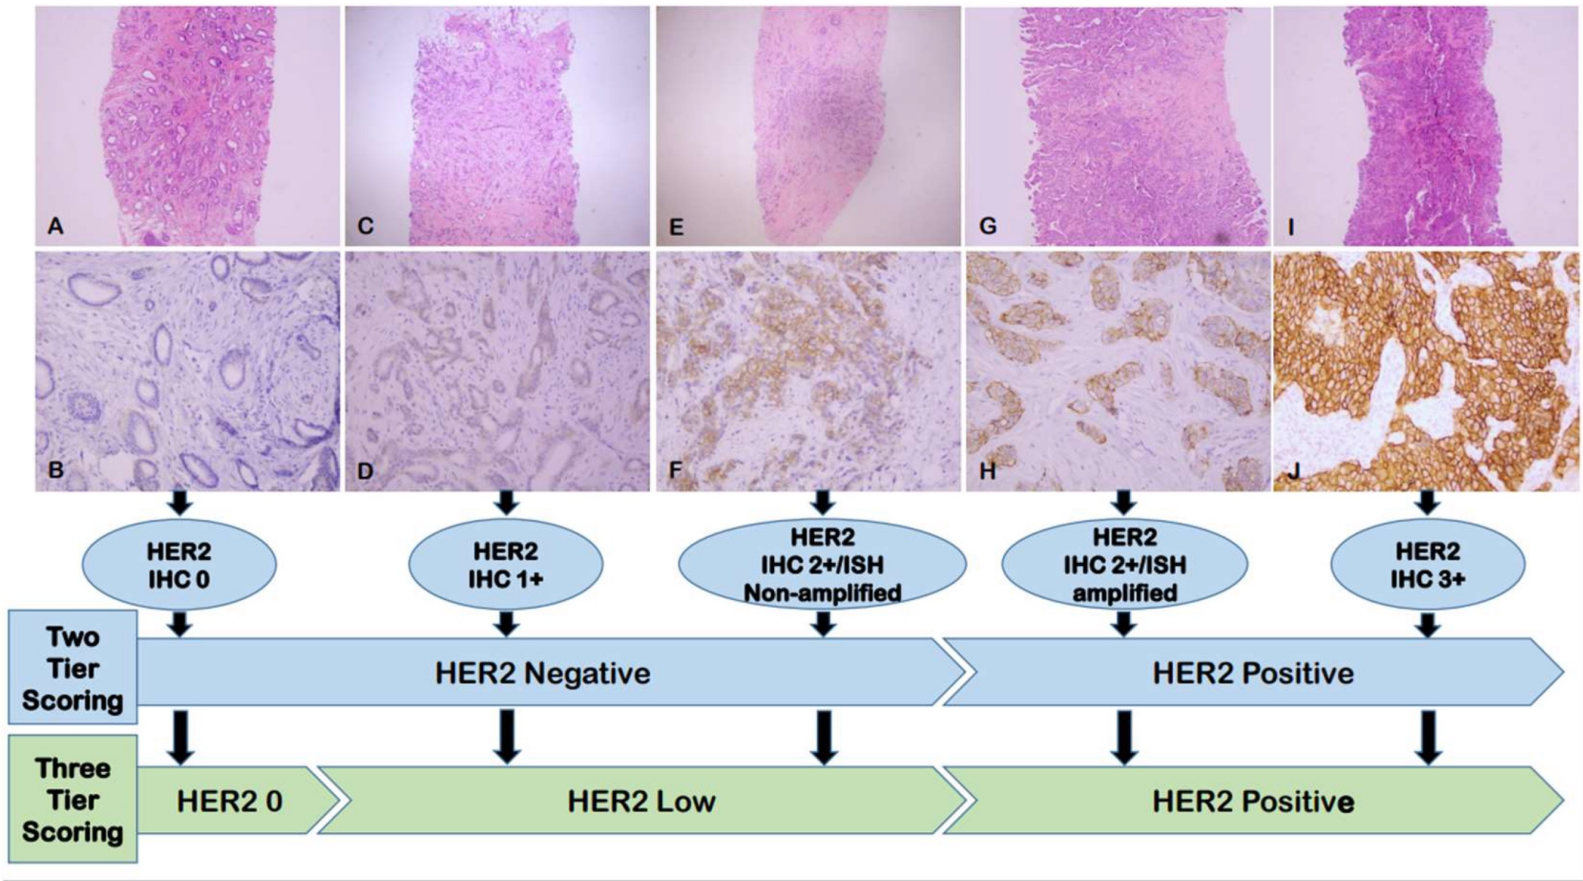 A
C
E
G
I
B
D
F
H
J
HER2
IHC 0
HER2
IHC 1+
HER2
IHC 2+/ISH
Non-amplified
HER2
IHC 2+/ISH
amplified
HER2
IHC 3+
Two
Tier
Scoring
HER2 Negative
HER2 Positive
Three
Tier
Scoring
HER2 0
HER2 Low
HER2 Positive